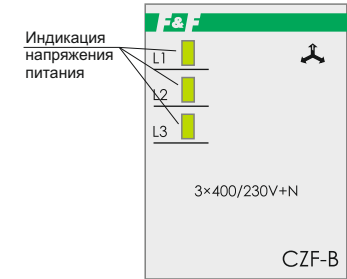 F&F
Индикация
напряжения
питания
L1
L2
L3
3×400/230V+N
CZF-B